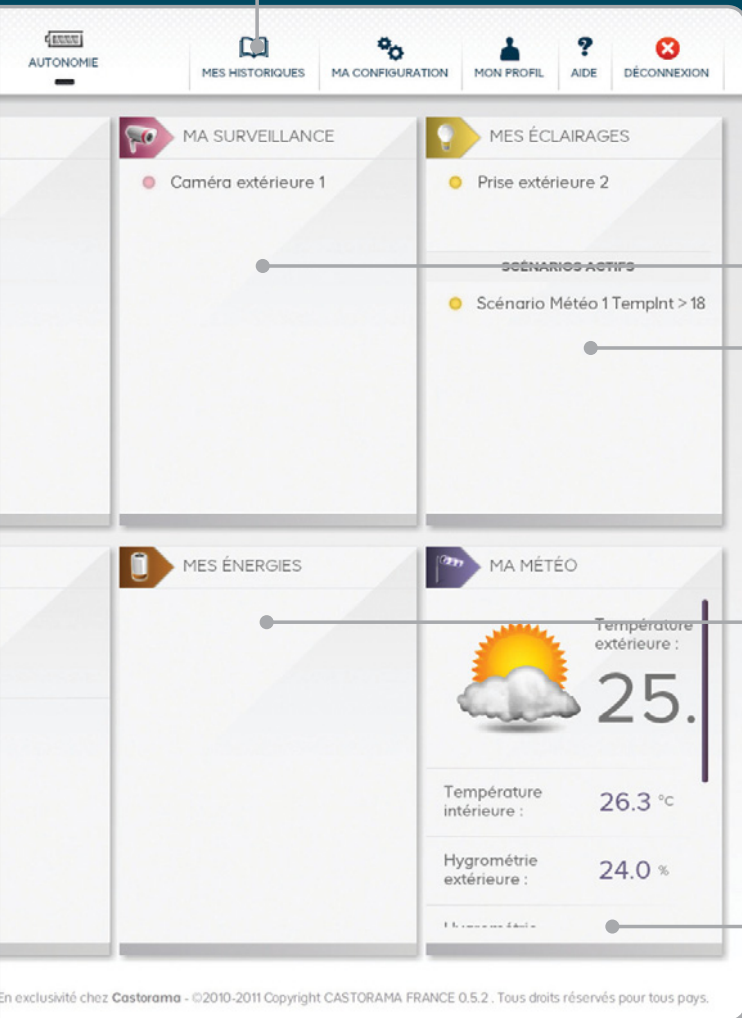 AUTONOMIE
MES HISTORIQUES
MA CONFIGURATION
MON PROFIL
AIDE
DÉCONNEXION
MA SURVEILLANCE
Caméra extérieure 1
MES ÉCLAIRAGES
Prise extérieure 2
SCÉNARIOS ACTIFS
Scénario Météo 1 TempInt > 18
MES ÉNERGIES
MA MÉTÉO
Température
extérieure :
25.
Température
intérieure :
26.3 °C
Hygrométrie
extérieure :
24.0 %
En exclusivité chez Castorama - ©2010-2011 Copyright CASTORAMA FRANCE 0.5.2 . Tous droits réservés pour tous pays.